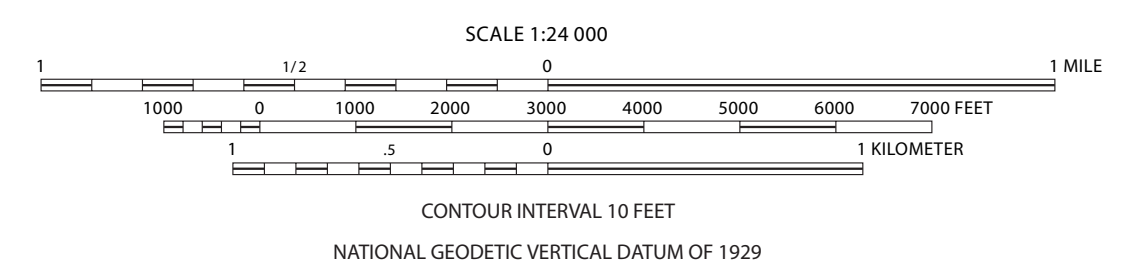 SCALE 1:24 000
1 1/2 0 1 MILE
1000 0 1000 2000 3000 4000 5000 6000 7000 FEET
1 .5 0 1 KILOMETER
CONTOUR INTERVAL 10 FEET
NATIONAL GEODETIC VERTICAL DATUM OF 1929